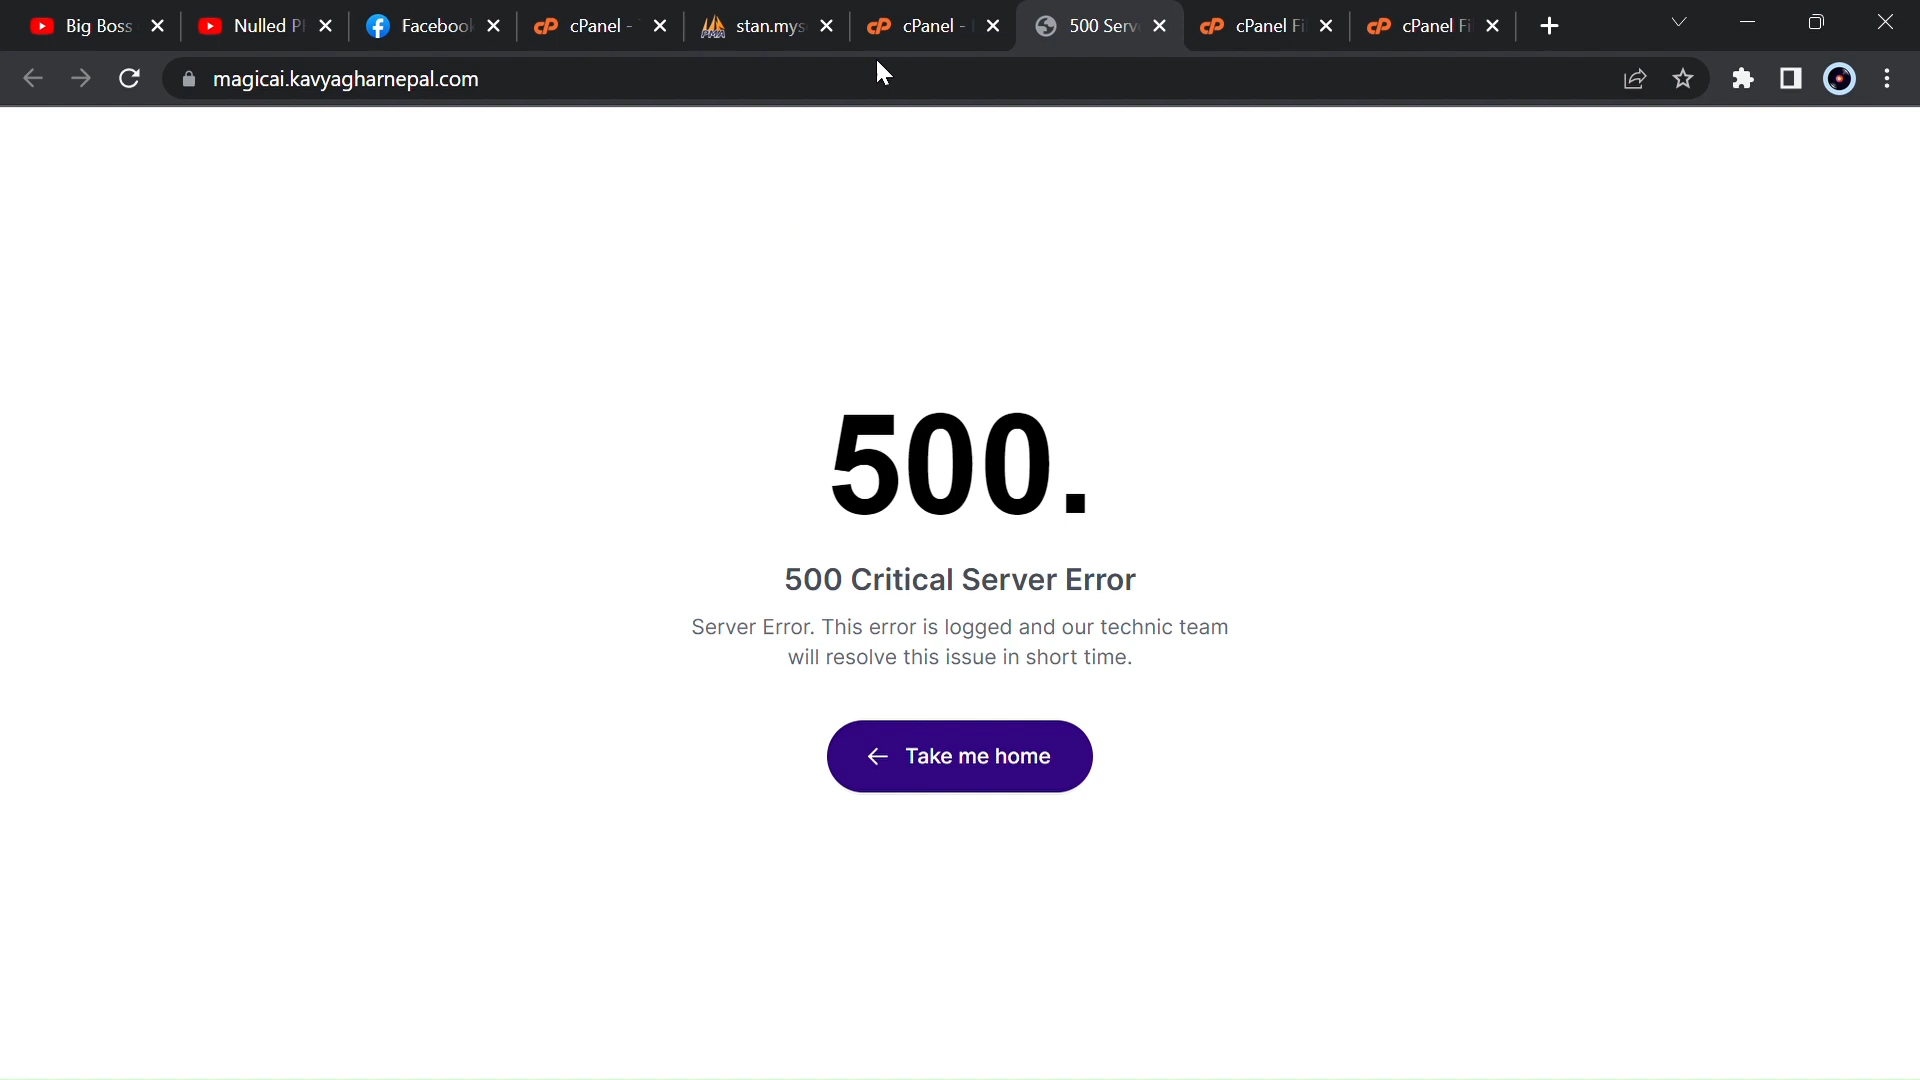 Big Boss
Nulled Pl
Facebook
cPanel -
stan.mys
cPanel -
500 Serv
cPanel Fi
cPanel Fi
magicai.kavyagharnepal.com
500.
500 Critical Server Error
Server Error. This error is logged and our technic team
will resolve this issue in short time.
← Take me home